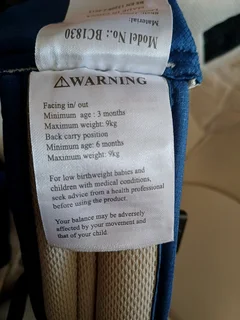 Model No.: BC1830
Material
⚠WARNING
Facing in/ out
Minimum age : 3 months
Maximum weight: 9kg
Back carry position
Minimum age: 6 months
Maximum weight: 9kg
For low birthweight babies and
children with medical conditions,
seek advice from a health professional
before using the product.
Your balance may be adversely
affected by your movement and
that of your child.